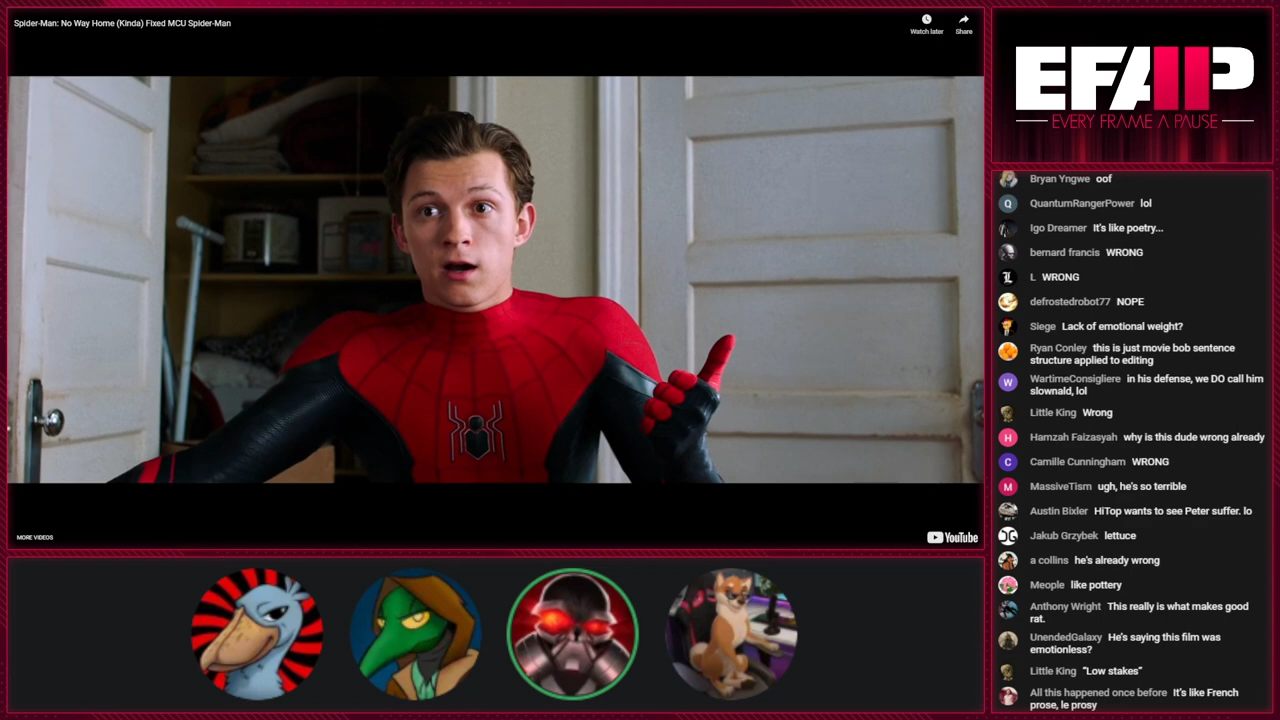 Spider-Man: No Way Home (Kinda) Fixed MCU Spider-Man
Watch later
Share
MORE VIDEOS
YouTube
EFAP
EVERY FRAME A PAUSE
Bryan Yngwe oof
Q
QuantumRangerPower lol
Igo Dreamer It's like poetry...
bernard francis WRONG
L WRONG
defrostedrobot77 NOPE
Siege Lack of emotional weight?
Ryan Conley this is just movie bob sentence
structure applied to editing
W
WartimeConsigliere in his defense, we DO call him
slownald, lol
Little King Wrong
H
Hamzah Faizasyah why is this dude wrong already
C
Camille Cunningham WRONG
M
MassiveTism ugh, he's so terrible
Austin Bixler HiTop wants to see Peter suffer. lo
Jakub Grzybek lettuce
a collins he's already wrong
Meople like pottery
Anthony Wright This really is what makes good
rat.
UnendedGalaxy He's saying this film was
emotionless?
Little King “Low stakes”
All this happened once before It's like French
prose, le prosy